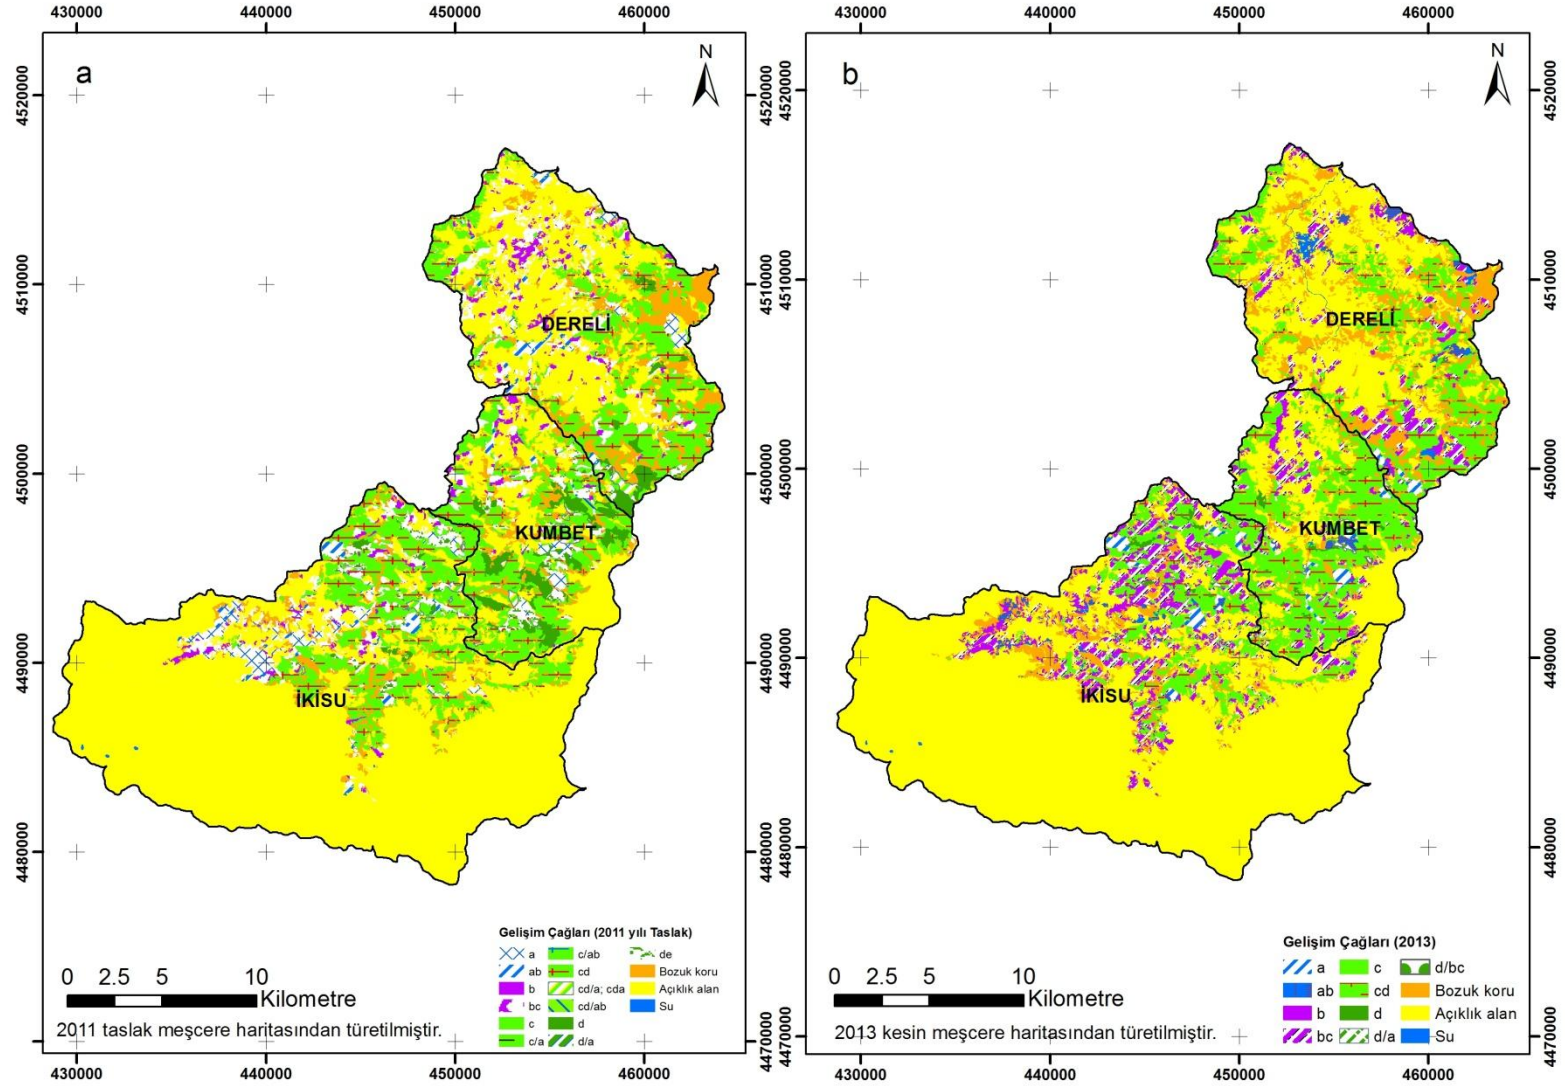 430000 440000 450000 460000
a
N
4520000 4520000
4510000 4510000
4500000 4500000
4490000 4490000
4480000 4480000
4470000 4470000
DERELİ
KUMBET
İKİSU
Gelişim Çağları (2011 yılı Taslak)
a c/ab de
ab cd Bozuk koru
b cd/a; cda Açıklık alan
bc cd/ab Su
c d
c/a d/a
0 2.5 5 10
Kilometre
2011 taslak meşcere haritasından türetilmiştir.
430000 440000 450000 460000
430000 440000 450000 460000
b
N
4520000 4520000
4510000 4510000
4500000 4500000
4490000 4490000
4480000 4480000
4470000 4470000
DERELİ
KUMBET
İKİSU
Gelişim Çağları (2013)
a c d/bc
ab cd Bozuk koru
b d Açıklık alan
bc d/a Su
0 2.5 5 10
Kilometre
2013 kesin meşcere haritasından türetilmiştir.
430000 440000 450000 460000